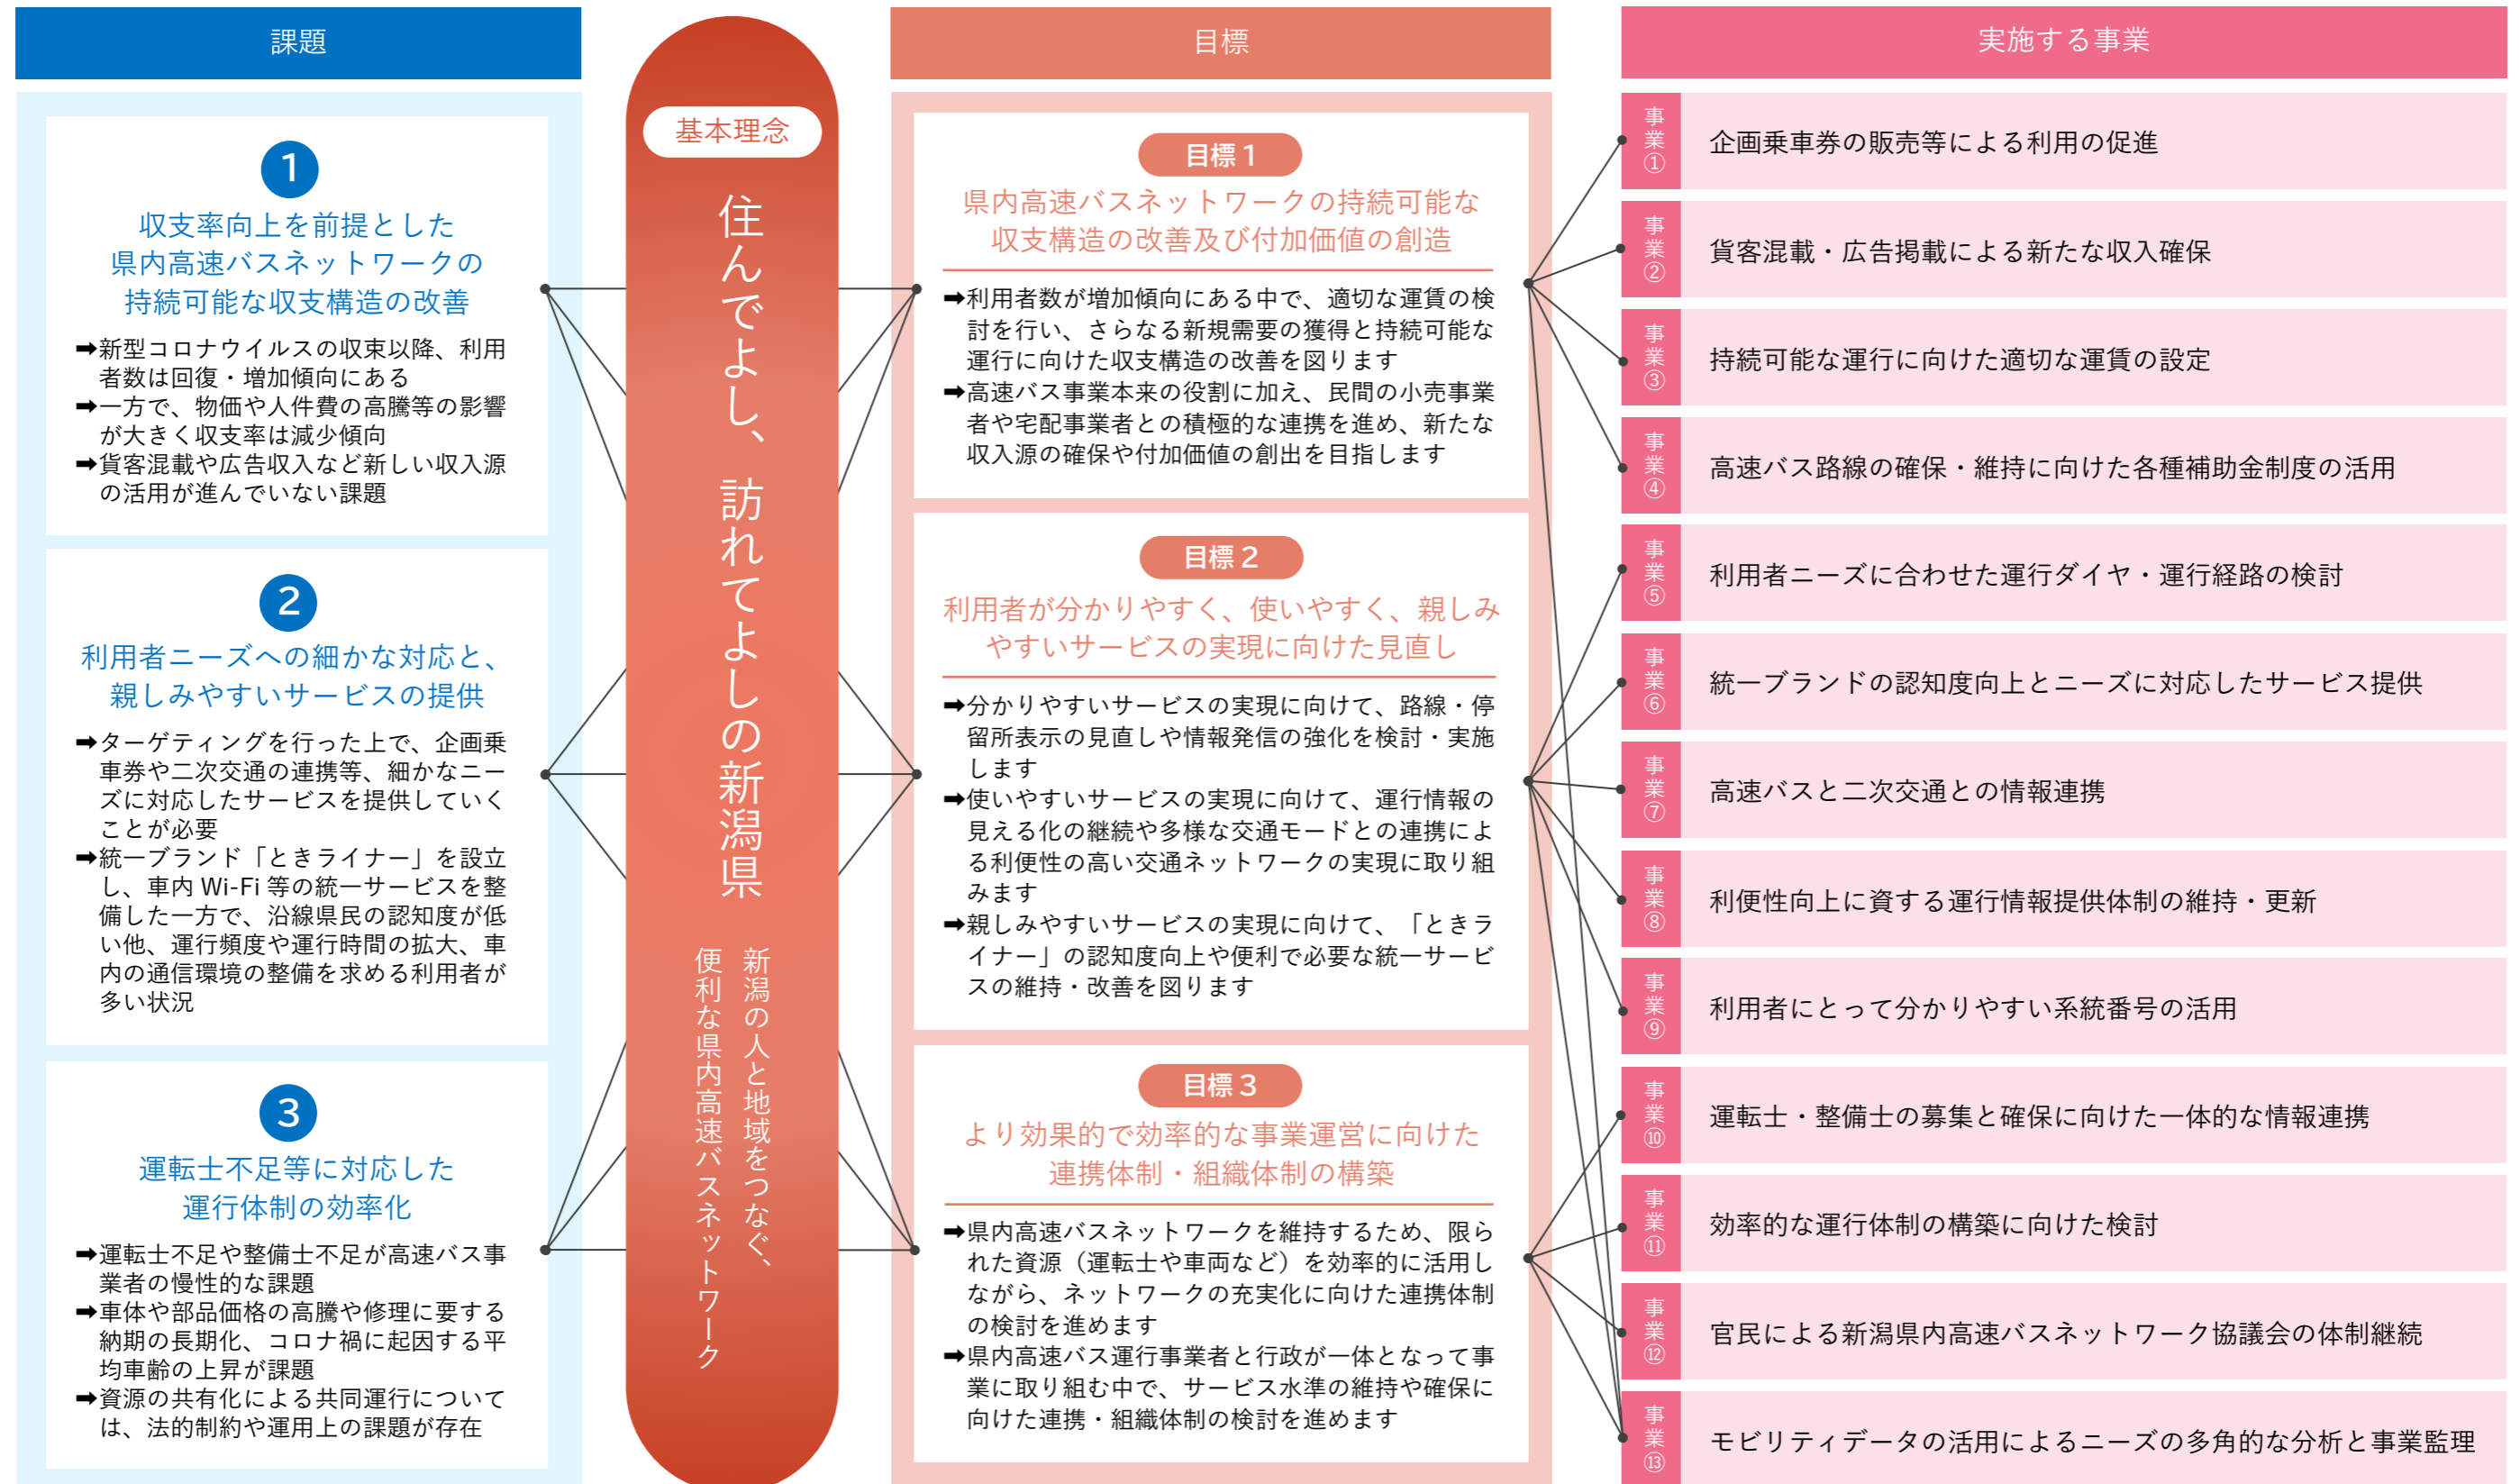 課題
1
収支率向上を前提とした
県内高速バスネットワークの
持続可能な収支構造の改善
➡新型コロナウイルスの収束以降、利用
者数は回復・増加傾向にある
➡一方で、物価や人件費の高騰等の影響
が大きく収支率は減少傾向
➡貨客混載や広告収入など新しい収入源
の活用が進んでいない課題
2
利用者ニーズへの細かな対応と、
親しみやすいサービスの提供
➡ターゲティングを行った上で、企画乗
車券や二次交通の連携等、細かなニー
ズに対応したサービスを提供していく
ことが必要
➡統一ブランド「ときライナー」を設立
し、車内 Wi-Fi 等の統一サービスを整
備した一方で、沿線県民の認知度が低
い他、運行頻度や運行時間の拡大、車
内の通信環境の整備を求める利用者が
多い状況
3
運転士不足等に対応した
運行体制の効率化
➡運転士不足や整備士不足が高速バス事
業者の慢性的な課題
➡車体や部品価格の高騰や修理に要する
納期の長期化、コロナ禍に起因する平
均車齢の上昇が課題
➡資源の共有化による共同運行について
は、法的制約や運用上の課題が存在
基本理念
住んでよし、訪れてよしの新潟県
新潟の人と地域をつなぐ、
便利な県内高速バスネットワーク
目標
目標 1
県内高速バスネットワークの持続可能な
収支構造の改善及び付加価値の創造
➡利用者数が増加傾向にある中で、適切な運賃の検
討を行い、さらなる新規需要の獲得と持続可能な
運行に向けた収支構造の改善を図ります
➡高速バス事業本来の役割に加え、民間の小売事業
者や宅配事業者との積極的な連携を進め、新たな
収入源の確保や付加価値の創出を目指します
目標 2
利用者が分かりやすく、使いやすく、親しみ
やすいサービスの実現に向けた見直し
➡分かりやすいサービスの実現に向けて、路線・停
留所表示の見直しや情報発信の強化を検討・実施
します
➡使いやすいサービスの実現に向けて、運行情報の
見える化の継続や多様な交通モードとの連携によ
る利便性の高い交通ネットワークの実現に取り組
みます
➡親しみやすいサービスの実現に向けて、「ときラ
イナー」の認知度向上や便利で必要な統一サービ
スの維持・改善を図ります
目標 3
より効果的で効率的な事業運営に向けた
連携体制・組織体制の構築
➡県内高速バスネットワークを維持するため、限ら
れた資源（運転士や車両など）を効率的に活用し
ながら、ネットワークの充実化に向けた連携体制
の検討を進めます
➡県内高速バス運行事業者と行政が一体となって事
業に取り組む中で、サービス水準の維持や確保に
向けた連携・組織体制の検討を進めます
実施する事業
事業①
企画乗車券の販売等による利用の促進
事業②
貨客混載・広告掲載による新たな収入確保
事業③
持続可能な運行に向けた適切な運賃の設定
事業④
高速バス路線の確保・維持に向けた各種補助金制度の活用
事業⑤
利用者ニーズに合わせた運行ダイヤ・運行経路の検討
事業⑥
統一ブランドの認知度向上とニーズに対応したサービス提供
事業⑦
高速バスと二次交通との情報連携
事業⑧
利便性向上に資する運行情報提供体制の維持・更新
事業⑨
利用者にとって分かりやすい系統番号の活用
事業⑩
運転士・整備士の募集と確保に向けた一体的な情報連携
事業⑪
効率的な運行体制の構築に向けた検討
事業⑫
官民による新潟県内高速バスネットワーク協議会の体制継続
事業⑬
モビリティデータの活用によるニーズの多角的な分析と事業監理